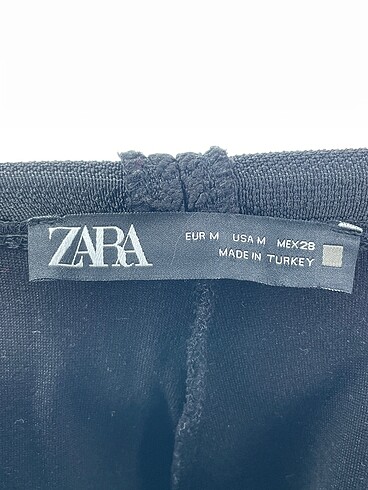 ZARA
EUR M USA M MEX 28
MADE IN TURKEY